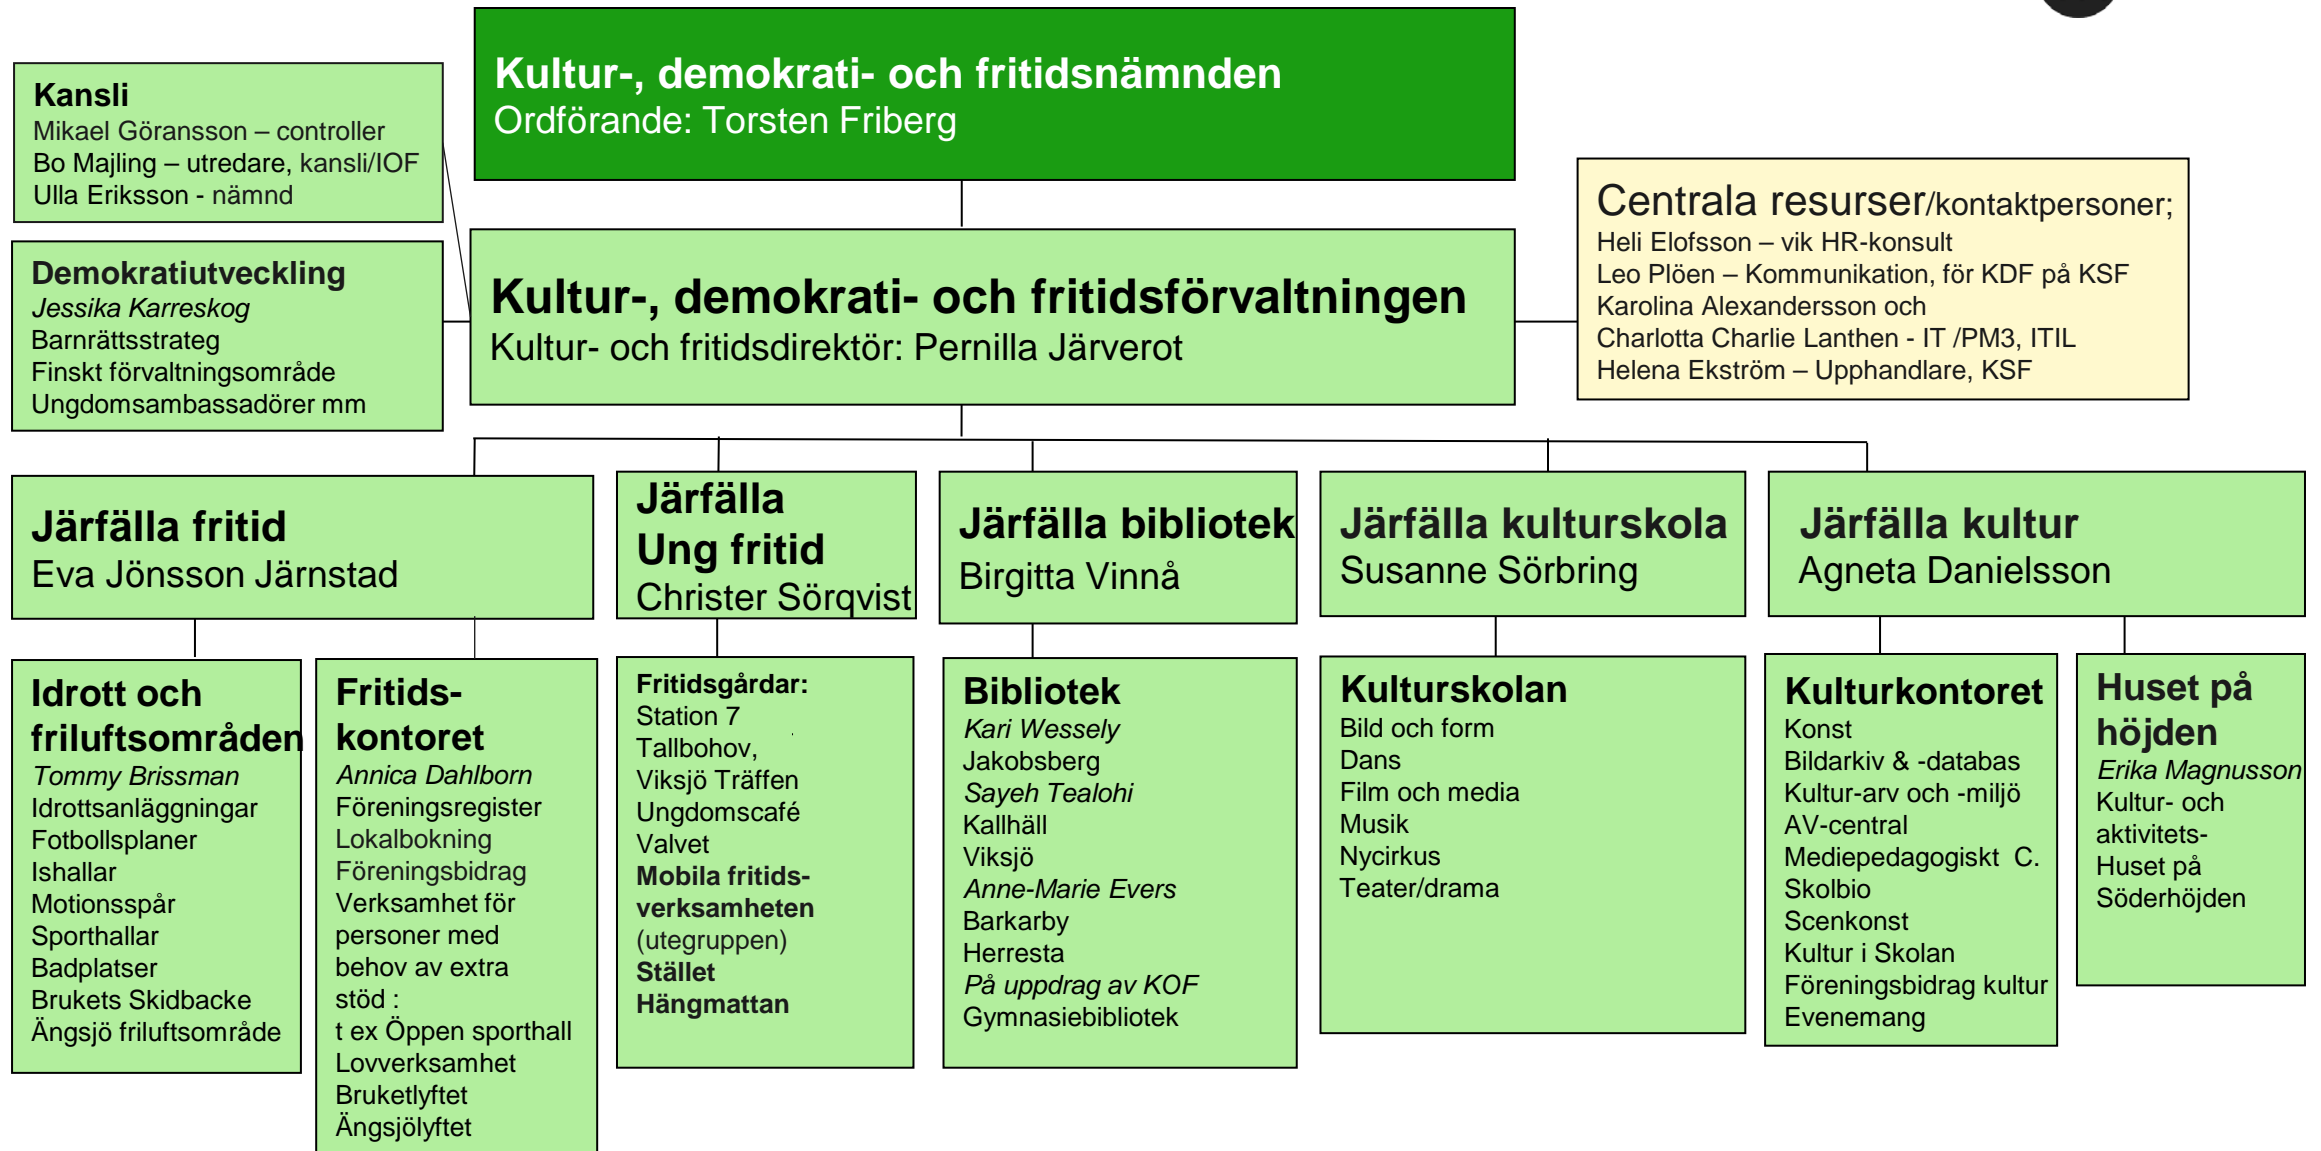 Kultur-, demokrati- och fritidsnämnden
Ordförande: Torsten Friberg
Kansli
Mikael Göransson – controller
Bo Majling – utredare, kansli/IOF
Ulla Eriksson - nämnd
Demokratiutveckling
Jessika Karreskog
Barnrättsstrateg
Finskt förvaltningsområde
Ungdomsambassadörer mm
Kultur-, demokrati- och fritidsförvaltningen
Kultur- och fritidsdirektör: Pernilla Järverot
Centrala resurser/kontaktpersoner;
Heli Elofsson – vik HR-konsult
Leo Plöen – Kommunikation, för KDF på KSF
Karolina Alexandersson och
Charlotta Charlie Lanthen - IT /PM3, ITIL
Helena Ekström – Upphandlare, KSF
Järfälla fritid
Eva Jönsson Järnstad
Järfälla
Ung fritid
Christer Sörqvist
Järfälla bibliotek
Birgitta Vinnå
Järfälla kulturskola
Susanne Sörbring
Järfälla kultur
Agneta Danielsson
Idrott och
friluftsområden
Tommy Brissman
Idrottsanläggningar
Fotbollsplaner
Ishallar
Motionsspår
Sporthallar
Badplatser
Brukets Skidbacke
Ängsjö friluftsområde
Fritids-
kontoret
Annica Dahlborn
Föreningsregister
Lokalbokning
Föreningsbidrag
Verksamhet för
personer med
behov av extra
stöd :
t ex Öppen sporthall
Lovverksamhet
Bruketlyftet
Ängsjölyftet
Fritidsgårdar:
Station 7
Tallbohov,
Viksjö Träffen
Ungdomscafé
Valvet
Mobila fritids-
verksamheten
(utegruppen)
Stället
Hängmattan
Bibliotek
Kari Wessely
Jakobsberg
Sayeh Tealohi
Kallhäll
Viksjö
Anne-Marie Evers
Barkarby
Herresta
På uppdrag av KOF
Gymnasiebibliotek
Kulturskolan
Bild och form
Dans
Film och media
Musik
Nycirkus
Teater/drama
Kulturkontoret
Konst
Bildarkiv & -databas
Kultur-arv och -miljö
AV-central
Mediepedagogiskt  C.
Skolbio
Scenkonst
Kultur i Skolan
Föreningsbidrag kultur
Evenemang
Huset på
höjden
Erika Magnusson
Kultur- och
aktivitets-
Huset på
Söderhöjden